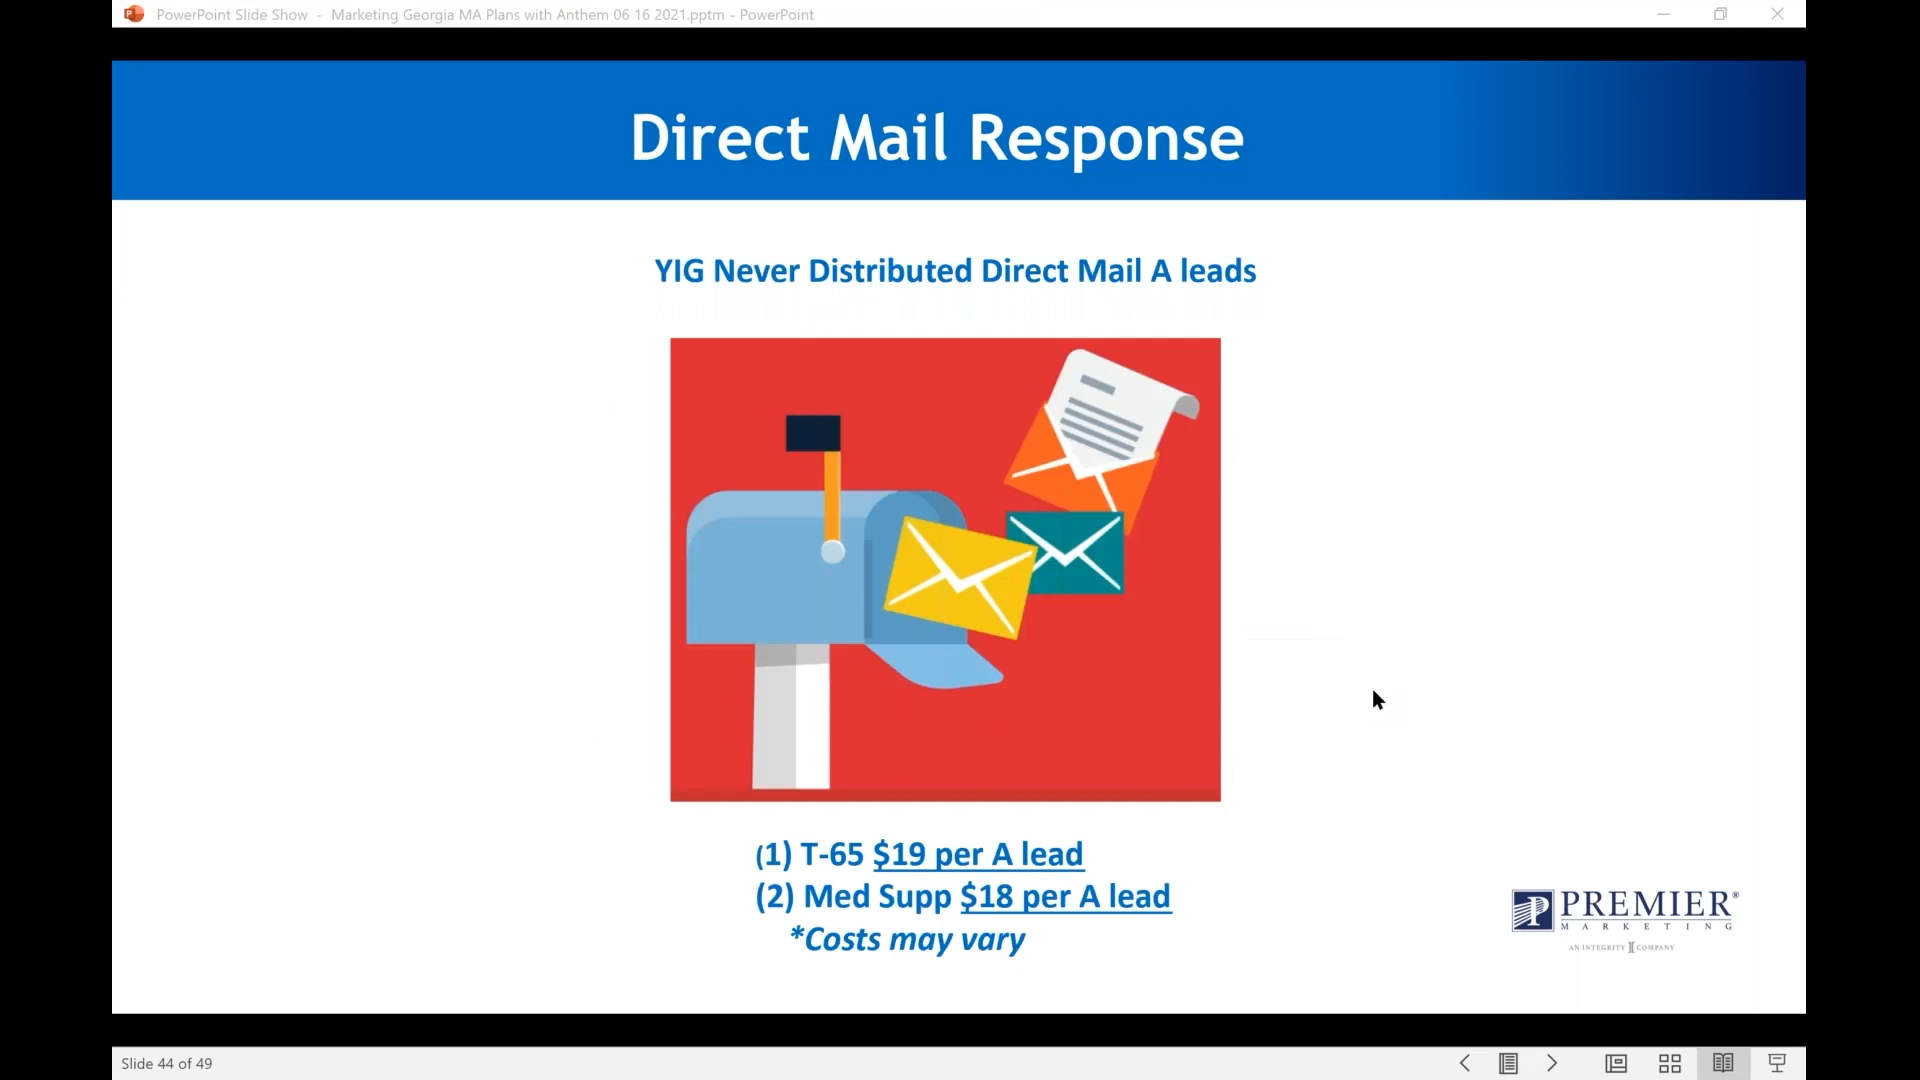 PowerPoint Slide Show - Marketing Georgia MA Plans with Anthem 06 16 2021.pptm - PowerPoint
Direct Mail Response
YIG Never Distributed Direct Mail A leads
(1) T-65 $19 per A lead
(2) Med Supp $18 per A lead
*Costs may vary
PREMIER®
MARKETING
AN INTEGRITY COMPANY
Slide 44 of 49